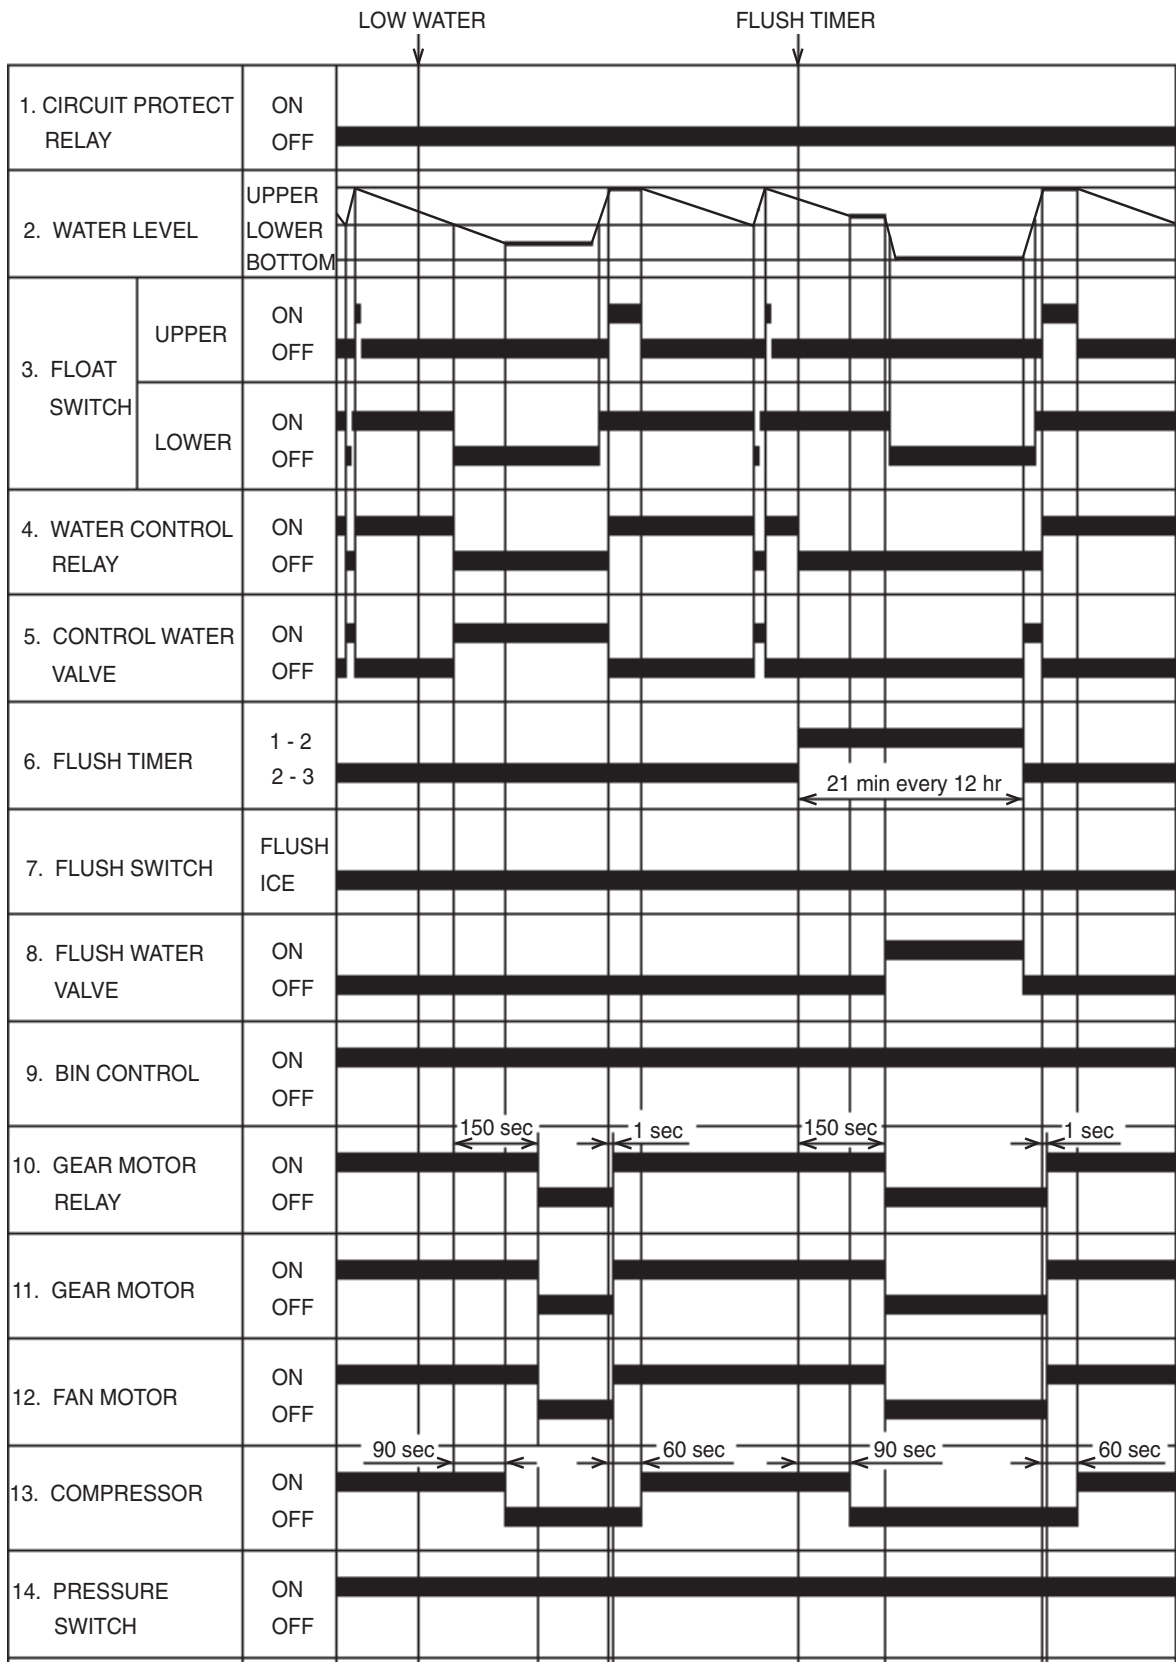 LOW WATER FLUSH TIMER
1. CIRCUIT PROTECT RELAY
ON
OFF
2. WATER LEVEL
UPPER
LOWER
BOTTOM
3. FLOAT SWITCH
UPPER
ON
OFF
LOWER
ON
OFF
4. WATER CONTROL RELAY
ON
OFF
5. CONTROL WATER VALVE
ON
OFF
6. FLUSH TIMER
1 - 2
2 - 3
21 min every 12 hr
7. FLUSH SWITCH
FLUSH
ICE
8. FLUSH WATER VALVE
ON
OFF
9. BIN CONTROL
ON
OFF
150 sec 1 sec 150 sec 1 sec
10. GEAR MOTOR RELAY
ON
OFF
11. GEAR MOTOR
ON
OFF
12. FAN MOTOR
ON
OFF
90 sec 60 sec 90 sec 60 sec
13. COMPRESSOR
ON
OFF
14. PRESSURE SWITCH
ON
OFF